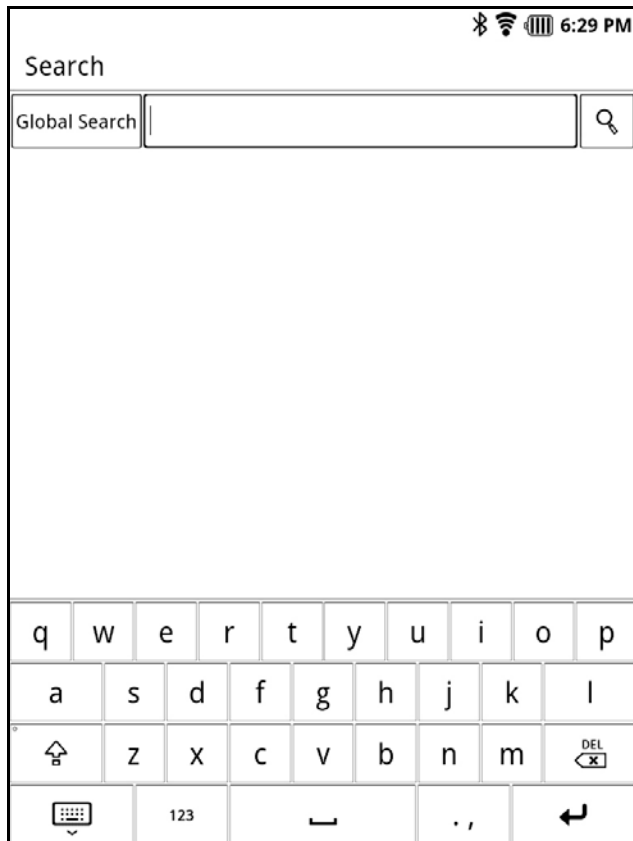 6:29 PM
Search
Global Search
q w e r t y u i o p
a s d f g h j k l
z x c v b n m DEL
123 . ,